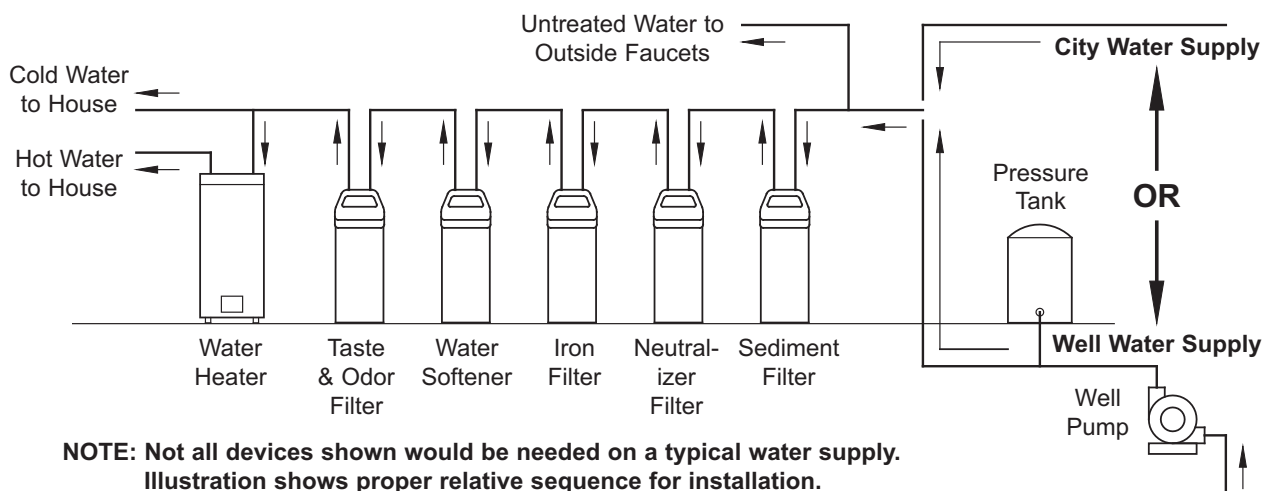 Untreated Water to
Outside Faucets
City Water Supply
Cold Water
to House
Hot Water
to House
Pressure
Tank
OR
Well Water Supply
Water
Heater
Taste
& Odor
Filter
Water
Softener
Iron
Filter
Neutral-
izer
Filter
Sediment
Filter
Well
Pump
NOTE: Not all devices shown would be needed on a typical water supply.
Illustration shows proper relative sequence for installation.